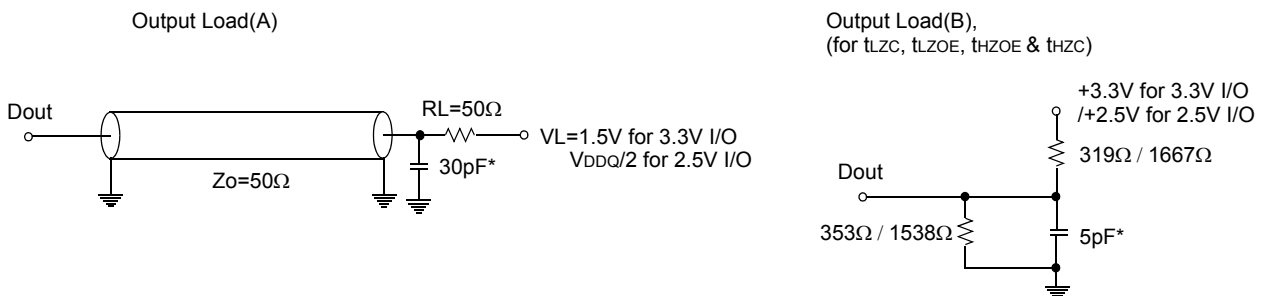 Output Load(A)
Dout
Zo=50Ω
RL=50Ω
30pF*
VL=1.5V for 3.3V I/O
VDDQ/2 for 2.5V I/O
Output Load(B),
(for tLZC, tLZOE, tHZOE & tHZC)
+3.3V for 3.3V I/O
/+2.5V for 2.5V I/O
319Ω / 1667Ω
Dout
353Ω / 1538Ω
5pF*